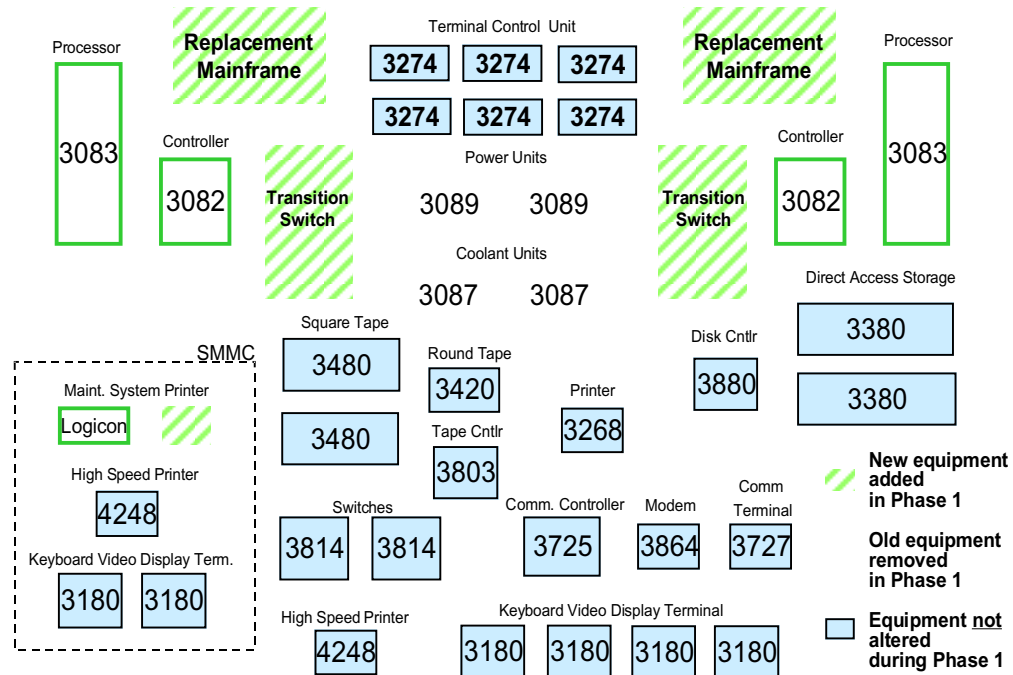 Processor
Replacement
Mainframe
Terminal Control Unit
3274 3274 3274
3274 3274 3274
Replacement
Mainframe
Processor
3083
Controller
3082
Transition
Switch
Power Units
3089 3089
Coolant Units
3087 3087
Transition
Switch
Controller
3082
3083
Direct Access Storage
3380
3380
Square Tape
3480
3480
Round Tape
3420
Tape Cntlr
3803
Printer
3268
Disk Cntlr
3880
SMMC
Maint. System Printer
Logicon
High Speed Printer
4248
Keyboard Video Display Term.
3180 3180
Switches
3814 3814
Comm. Controller
3725
Modem
3864
Comm
Terminal
3727
High Speed Printer
4248
Keyboard Video Display Terminal
3180 3180 3180 3180
New equipment
added
in Phase 1
Old equipment
removed
in Phase 1
Equipment not
altered
during Phase 1